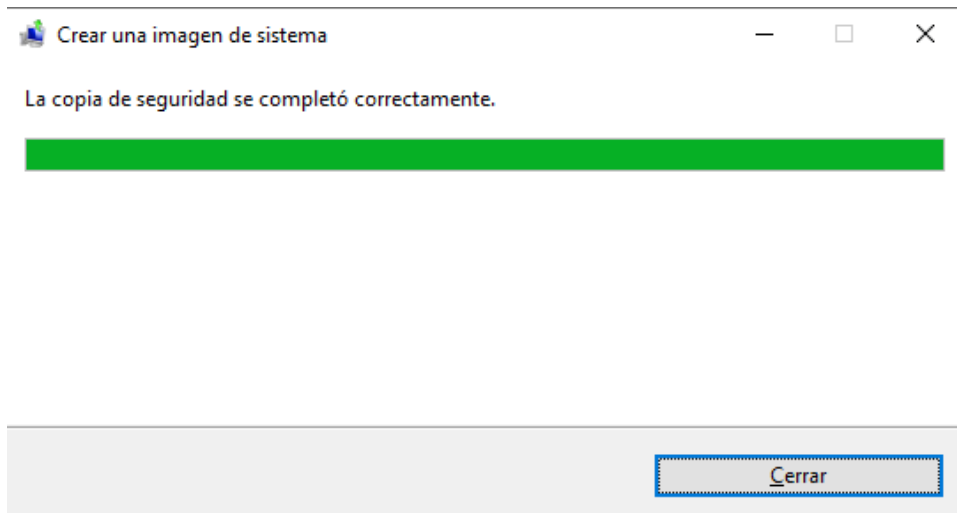 Crear una imagen de sistema
La copia de seguridad se completó correctamente.
Cerrar